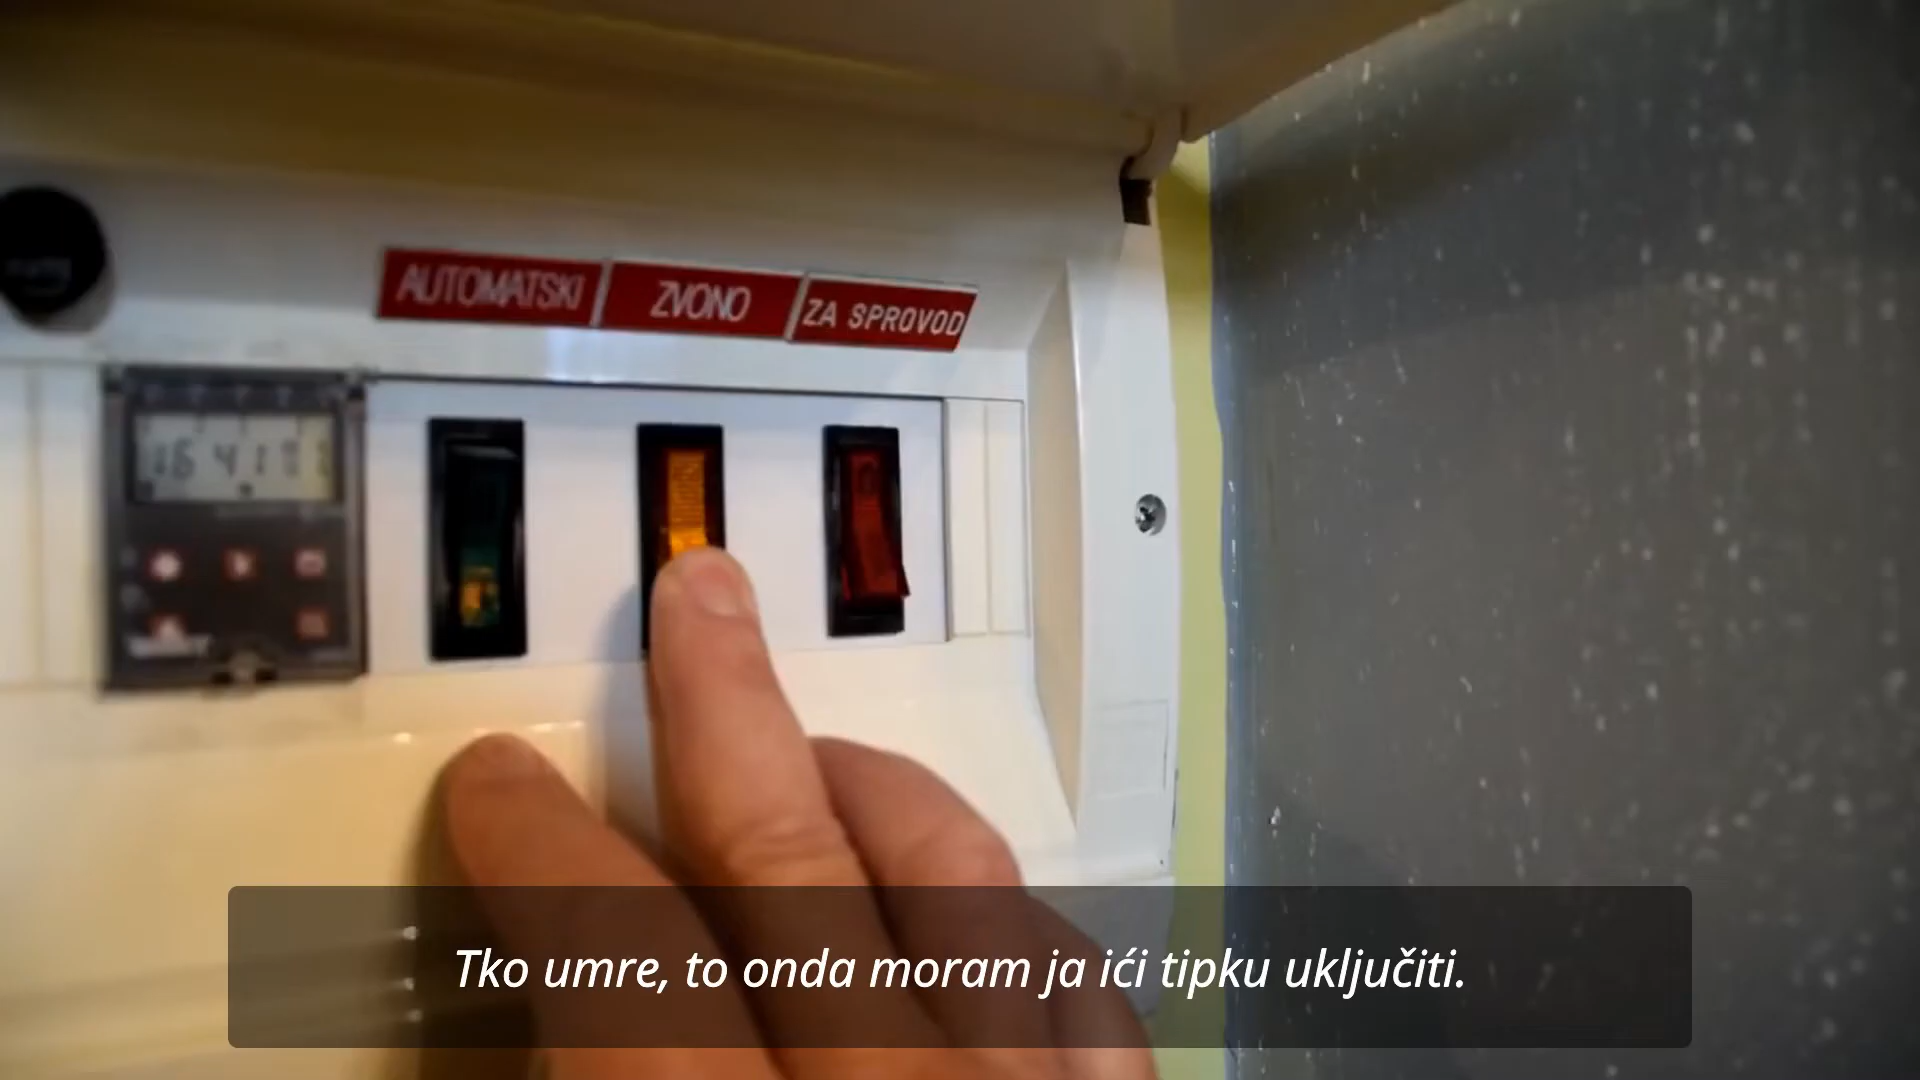 AUTOMATSKI
ZVONO
ZA SPROVOD
Tko umre, to onda moram ja ići tipku uključiti.